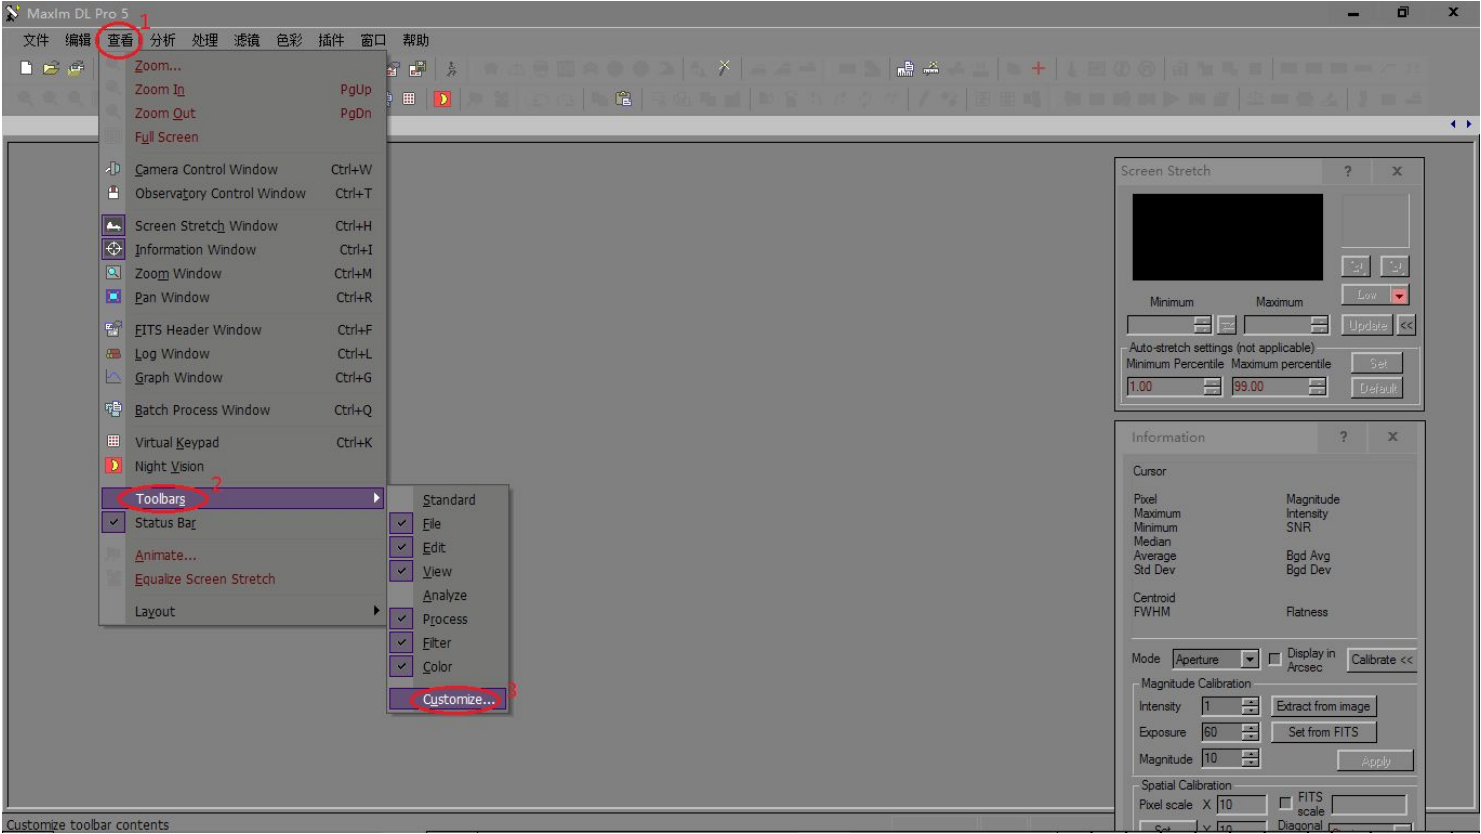 MaxIm DL Pro 5
1
文件 编辑 查看 分析 处理 滤镜 色彩 插件 窗口 帮助
Zoom...
Zoom In PgUp
Zoom Out PgDn
Full Screen
Camera Control Window Ctrl+W
Observatory Control Window Ctrl+T
Screen Stretch Window Ctrl+H
Information Window Ctrl+I
Zoom Window Ctrl+M
Pan Window Ctrl+R
FITS Header Window Ctrl+F
Log Window Ctrl+L
Graph Window Ctrl+G
Batch Process Window Ctrl+Q
Virtual Keypad Ctrl+K
Night Vision
Toolbars 2
Status Bar
Animate...
Equalize Screen Stretch
Layout
Standard
File
Edit
View
Analyze
Process
Filter
Color
Customize... 3
Screen Stretch ? X
Minimum Maximum
Low
Update <<
Auto-stretch settings (not applicable)
Minimum Percentile Maximum percentile
Set
1.00 99.00
Default
Information ? X
Cursor
Pixel Magnitude
Maximum Intensity
Minimum SNR
Median
Average Bgd Avg
Std Dev Bgd Dev
Centroid
FWHM Flatness
Mode Aperture Display in Arcsec Calibrate <<
Magnitude Calibration
Intensity 1 Extract from image
Exposure 60 Set from FITS
Magnitude 10 Apply
Spatial Calibration
Pixel scale X 10 FITS scale
Set Y 10 Diagonal
Customize toolbar contents